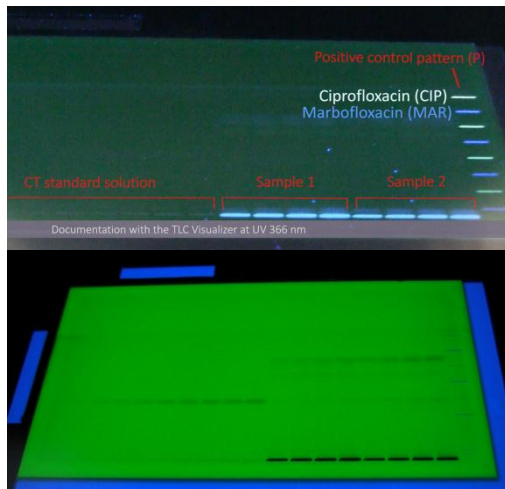 Positive control pattern (P)
Ciprofloxacin (CIP)
Marbofloxacin (MAR)
CT standard solution
Sample 1
Sample 2
Documentation with the TLC Visualizer at UV 366 nm